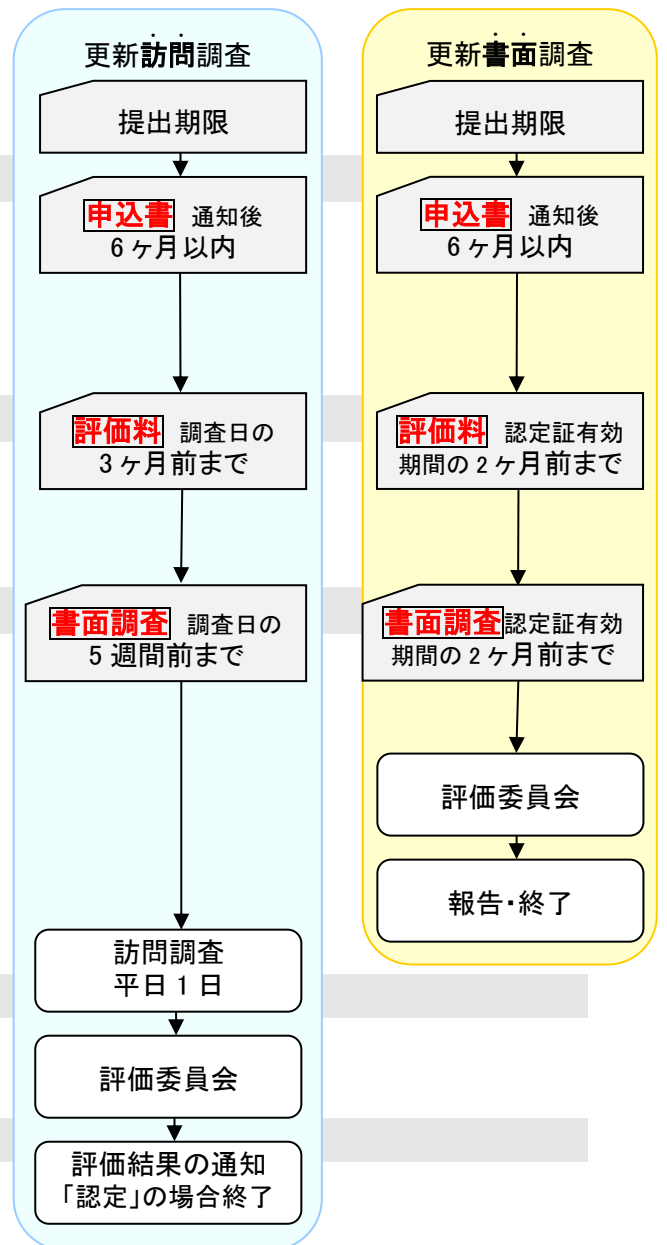 更新訪問調査
提出期限
申込書 通知後
6ヶ月以内
評価料 調査日の
3ヶ月前まで
書面調査 調査日の
5週間前まで
訪問調査
平日1日
評価委員会
評価結果の通知
「認定」の場合終了
更新書面調査
提出期限
申込書 通知後
6ヶ月以内
評価料 認定証有効
期間の2ヶ月前まで
書面調査 認定証有効
期間の2ヶ月前まで
評価委員会
報告・終了